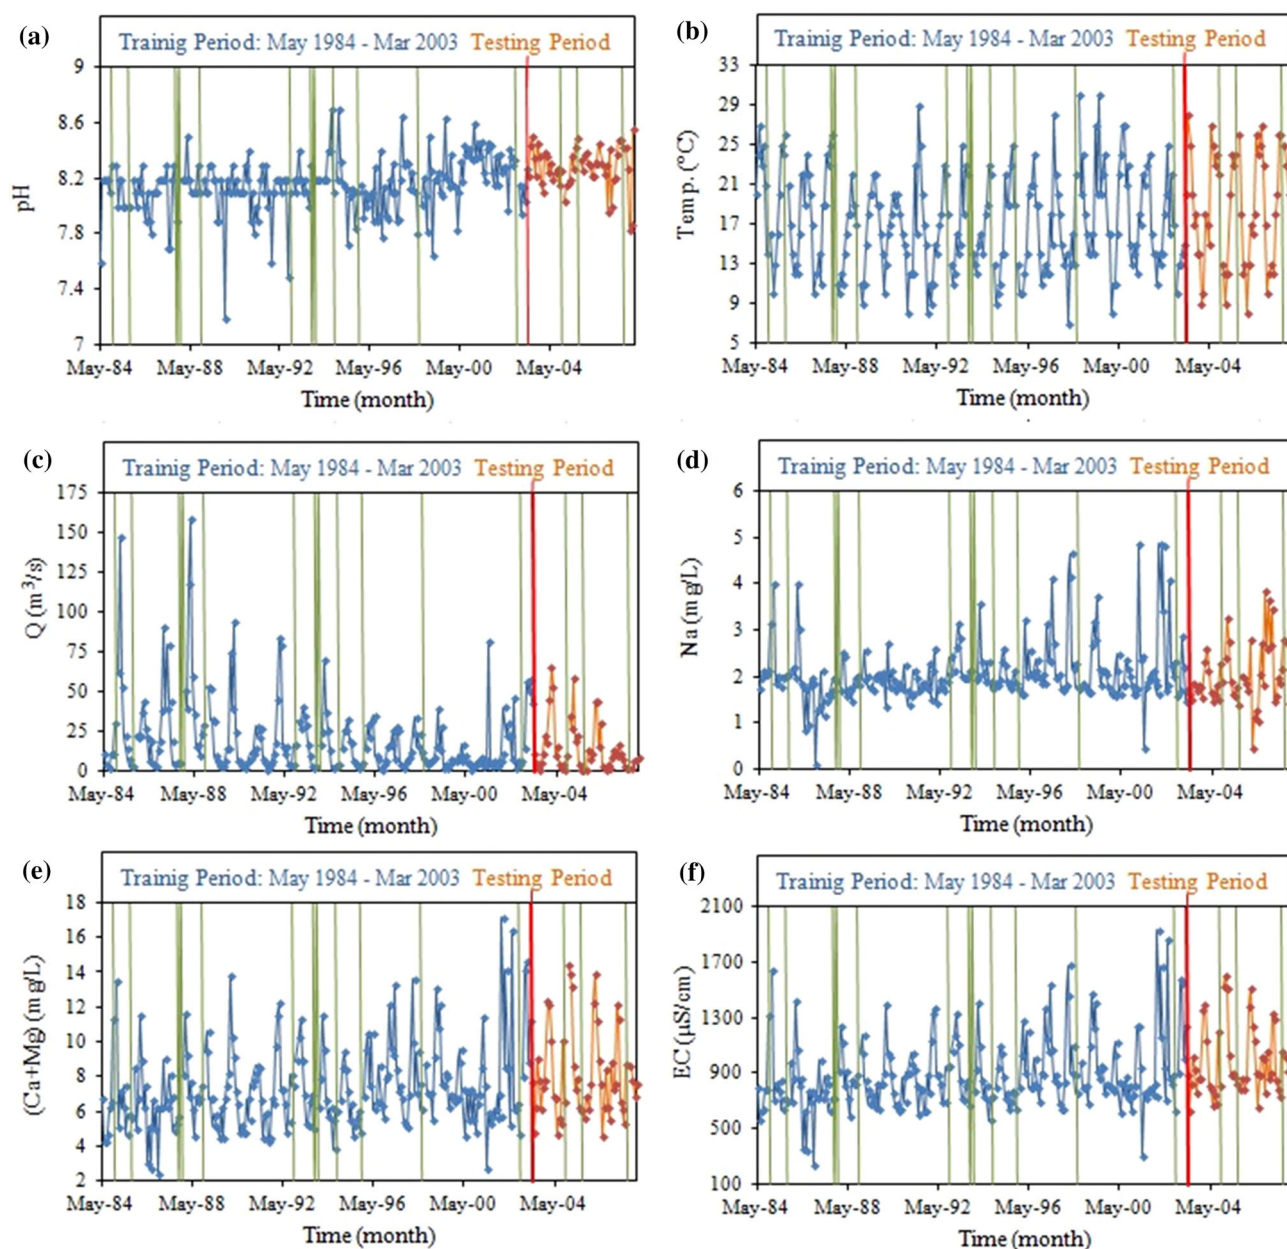 (a)
Trainig Period: May 1984 - Mar 2003 Testing Period
9
8.6
8.2
7.8
7.4
7
pH
May-84 May-88 May-92 May-96 May-00 May-04
Time (month)
(b)
Trainig Period: May 1984 - Mar 2003 Testing Period
33
29
25
21
17
13
9
5
Temp. (°C)
May-84 May-88 May-92 May-96 May-00 May-04
Time (month)
(c)
Trainig Period: May 1984 - Mar 2003 Testing Period
175
150
125
100
75
50
25
0
Q (m³/s)
May-84 May-88 May-92 May-96 May-00 May-04
Time (month)
(d)
Trainig Period: May 1984 - Mar 2003 Testing Period
6
5
4
3
2
1
0
Na (mg/L)
May-84 May-88 May-92 May-96 May-00 May-04
Time (month)
(e)
Trainig Period: May 1984 - Mar 2003 Testing Period
18
16
14
12
10
8
6
4
2
(Ca+Mg) (mg/L)
May-84 May-88 May-92 May-96 May-00 May-04
Time (month)
(f)
Trainig Period: May 1984 - Mar 2003 Testing Period
2100
1700
1300
900
500
100
EC (µS/cm)
May-84 May-88 May-92 May-96 May-00 May-04
Time (month)